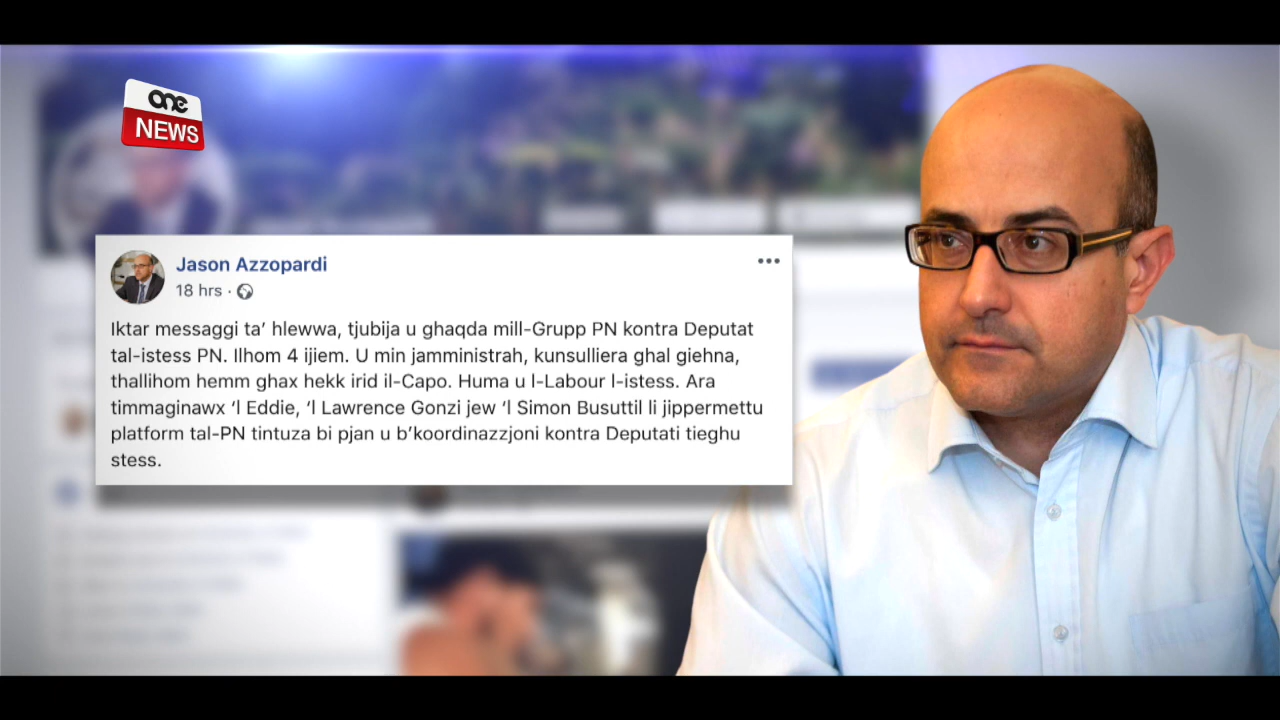 one
NEWS
Jason Azzopardi
18 hrs ·
Iktar messaggi ta’ hlewwa, tjubija u ghaqda mill-Grupp PN kontra Deputat
tal-istess PN. Ilhom 4 ijiem. U min jamministrah, kunsulliera ghal giehna,
thallihom hemm ghax hekk irid il-Capo. Huma u l-Labour l-istess. Ara
timmaginawx ‘l Eddie, ‘l Lawrence Gonzi jew ‘l Simon Busuttil li jippermettu
platform tal-PN tintuza bi pjan u b’koordinazzjoni kontra Deputati tieghu
stess.